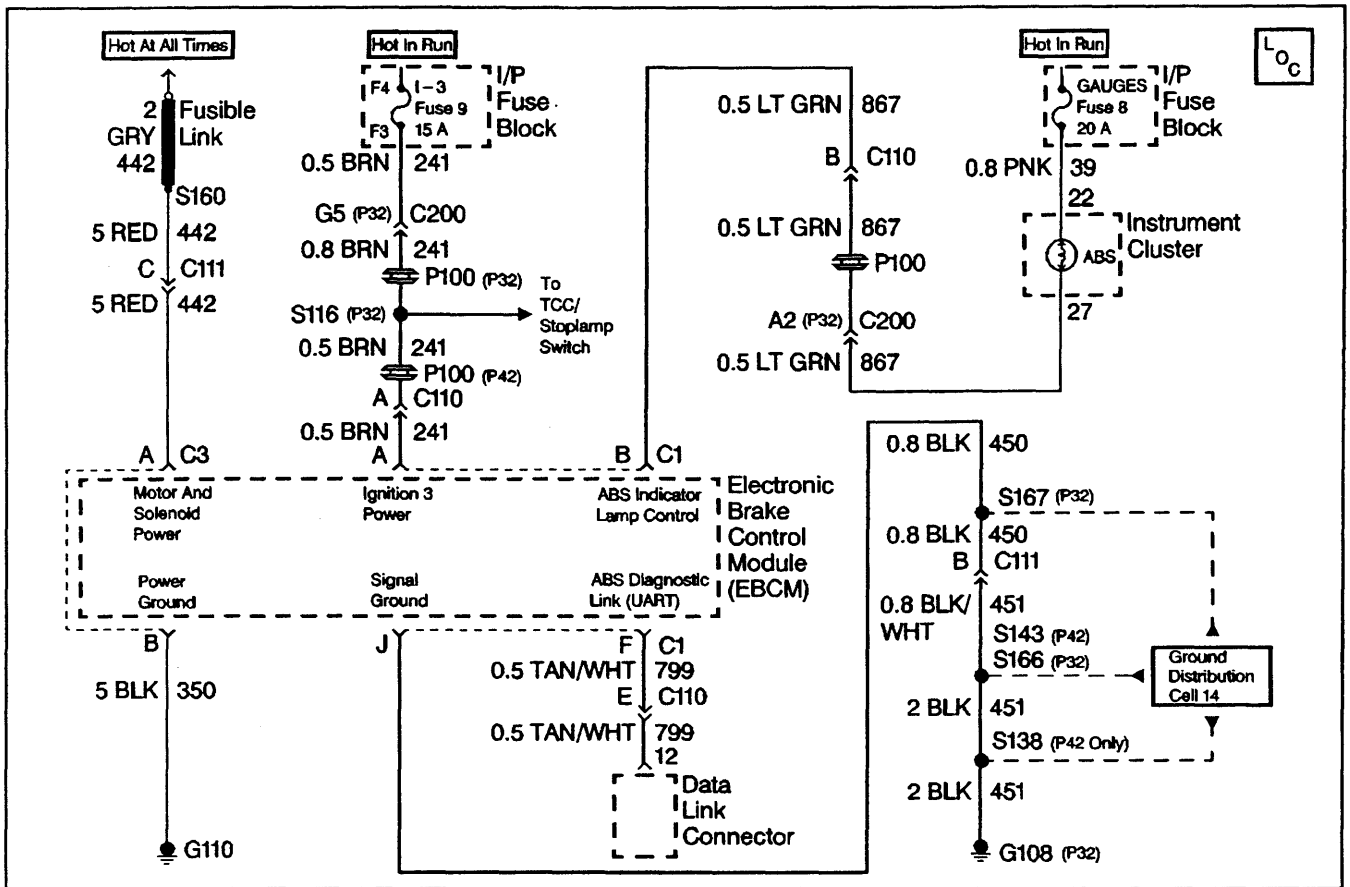 Hot At All Times
2
GRY
442
Fusible
Link
S160
5 RED 442
C C111
5 RED 442
A C3
Hot In Run
F4
I-3
Fuse 9
15 A
F3
I/P
Fuse
Block
0.5 BRN 241
G5 (P32) C200
0.8 BRN 241
P100 (P32)
S116 (P32)
To
TCC/
Stoplamp
Switch
0.5 BRN 241
P100 (P42)
A C110
0.5 BRN 241
A
0.5 LT GRN 867
B C110
0.5 LT GRN 867
P100
A2 (P32) C200
0.5 LT GRN 867
B C1
Hot In Run
GAUGES
Fuse 8
20 A
I/P
Fuse
Block
0.8 PNK 39
22
ABS
Instrument
Cluster
27
L
O
C
Motor And
Solenoid
Power
Ignition 3
Power
ABS Indicator
Lamp Control
Power
Ground
Signal
Ground
ABS Diagnostic
Link (UART)
Electronic
Brake
Control
Module
(EBCM)
B
5 BLK 350
G110
J
F C1
0.5 TAN/WHT 799
E C110
0.5 TAN/WHT 799
12
Data
Link
Connector
0.8 BLK 450
S167 (P32)
0.8 BLK 450
B C111
0.8 BLK/
WHT
451
S143 (P42)
S166 (P32)
Ground
Distribution
Cell 14
2 BLK 451
S138 (P42 Only)
2 BLK 451
G108 (P32)